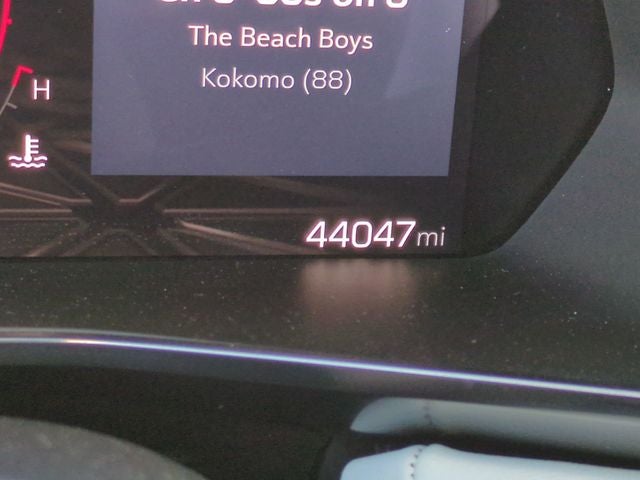 The Beach Boys
Kokomo (88)
H
44047mi